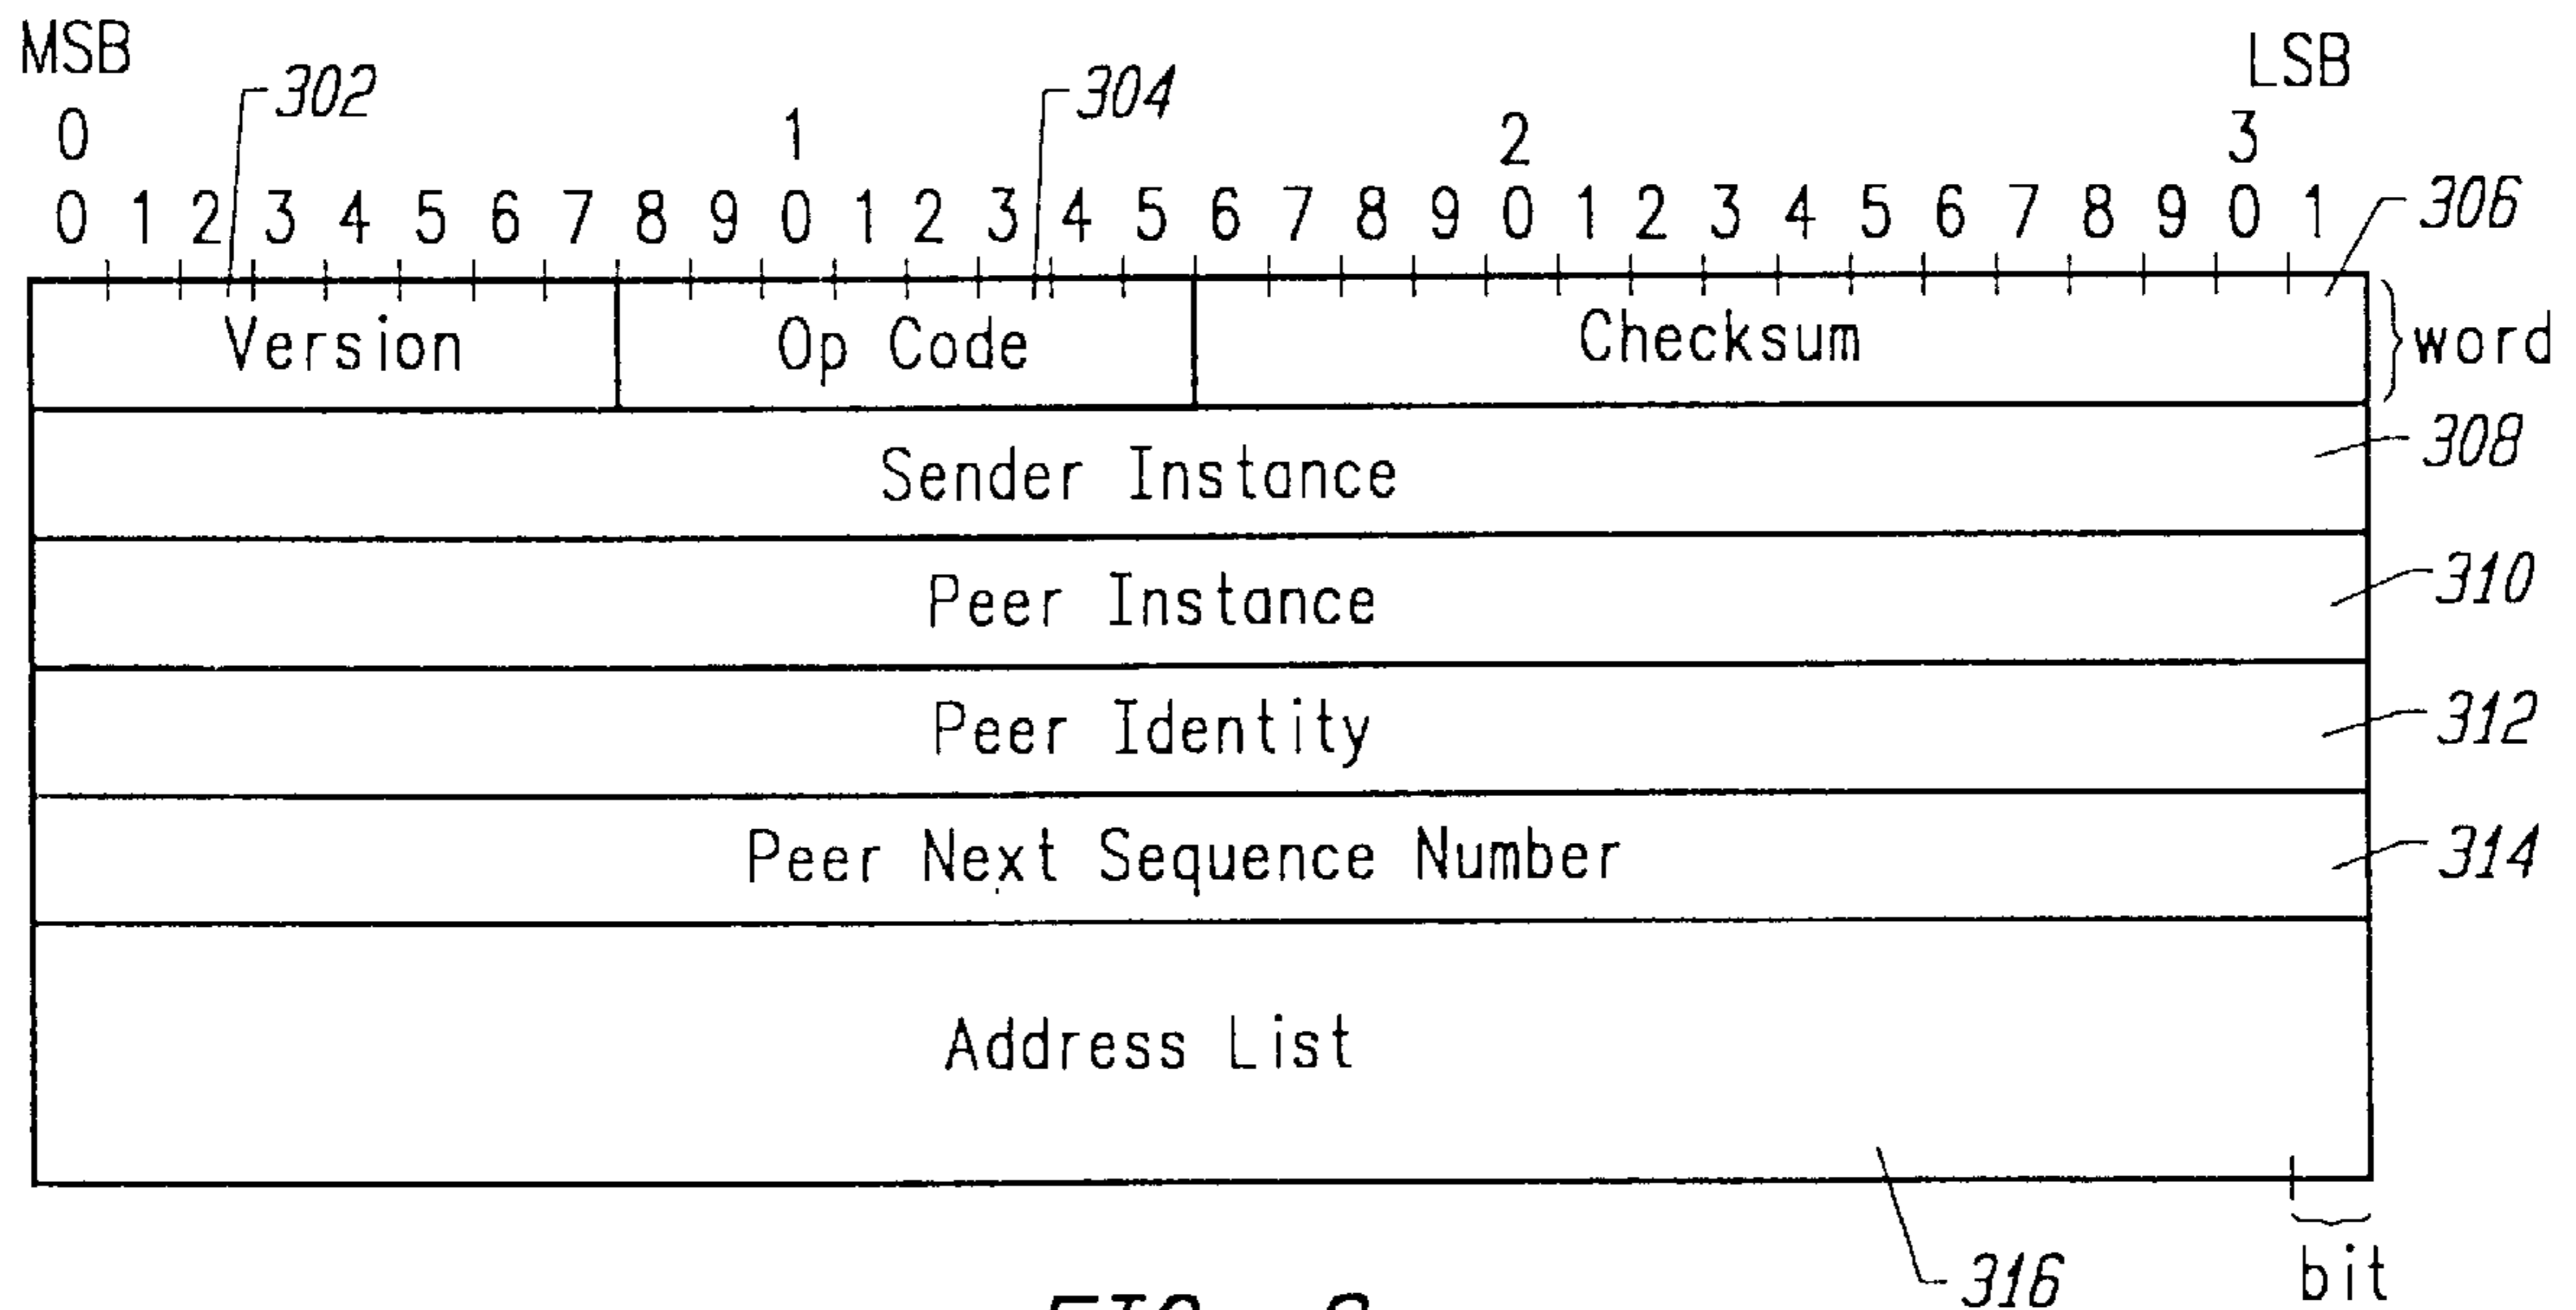 MSB LSB
302 304
0 1 2 3
0 1 2 3 4 5 6 7 8 9 0 1 2 3 4 5 6 7 8 9 0 1 2 3 4 5 6 7 8 9 0 1
306
Version Op Code Checksum word
308
Sender Instance
Peer Instance 310
Peer Identity 312
Peer Next Sequence Number 314
Address List
316 bit